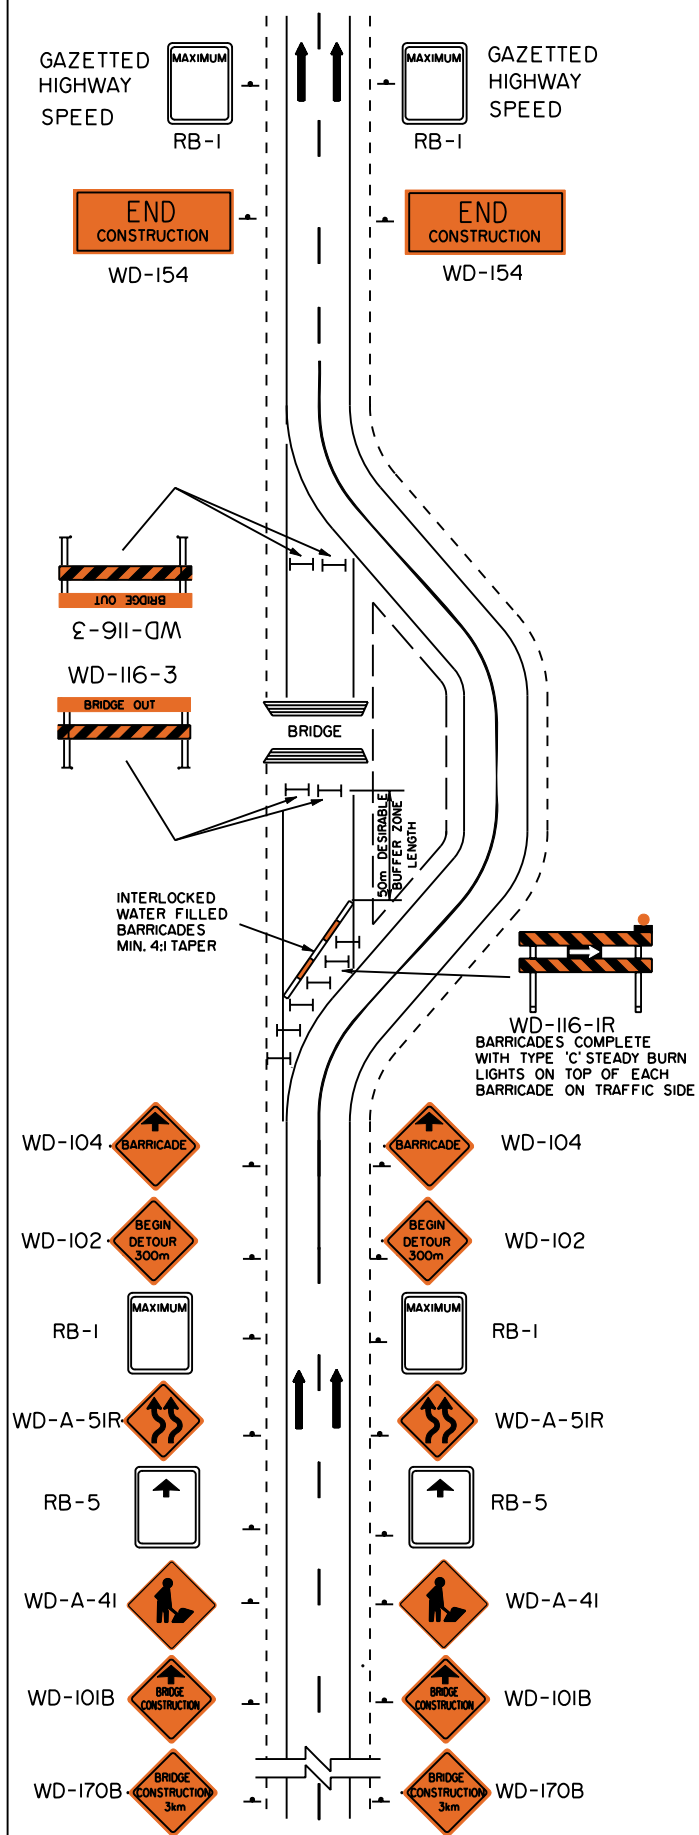 GAZETTED
HIGHWAY
SPEED
MAXIMUM
RB-1
MAXIMUM
RB-1
GAZETTED
HIGHWAY
SPEED
END
CONSTRUCTION
WD-154
END
CONSTRUCTION
WD-154
BRIDGE OUT
WD-116-3
WD-116-3
BRIDGE OUT
BRIDGE
50m DESIRABLE
BUFFER ZONE
LENGTH
INTERLOCKED
WATER FILLED
BARRICADES
MIN. 4:1 TAPER
WD-116-1R
BARRICADES COMPLETE
WITH TYPE 'C' STEADY BURN
LIGHTS ON TOP OF EACH
BARRICADE ON TRAFFIC SIDE
WD-104
BARRICADE
BARRICADE
WD-104
WD-102
BEGIN
DETOUR
300m
BEGIN
DETOUR
300m
WD-102
RB-1
MAXIMUM
MAXIMUM
RB-1
WD-A-51R
WD-A-51R
RB-5
RB-5
WD-A-41
WD-A-41
WD-101B
BRIDGE
CONSTRUCTION
BRIDGE
CONSTRUCTION
WD-101B
WD-170B
BRIDGE
CONSTRUCTION
3km
BRIDGE
CONSTRUCTION
3km
WD-170B